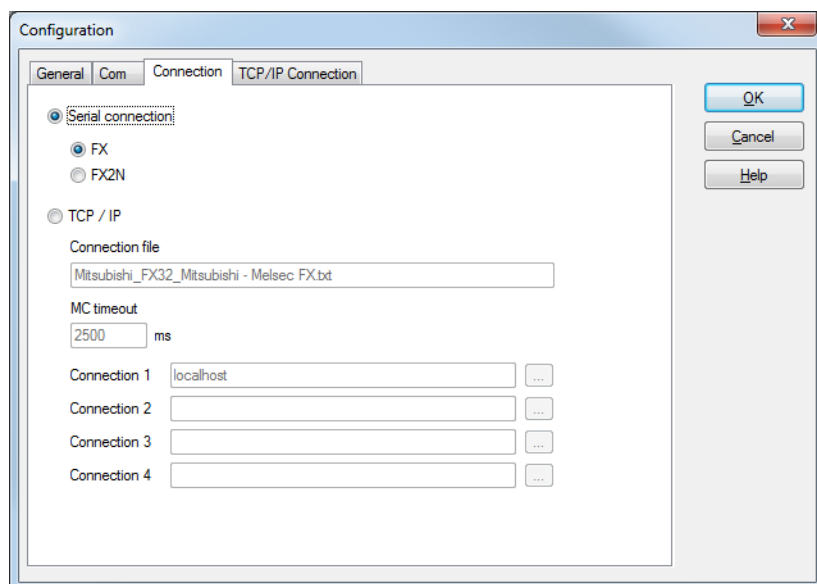 Configuration
General Com Connection TCP/IP Connection
OK
Cancel
Help
Serial connection
FX
FX2N
TCP / IP
Connection file
Mitsubishi_FX32_Mitsubishi - Melsec FX.txt
MC timeout
2500 ms
Connection 1 localhost ...
Connection 2 ...
Connection 3 ...
Connection 4 ...